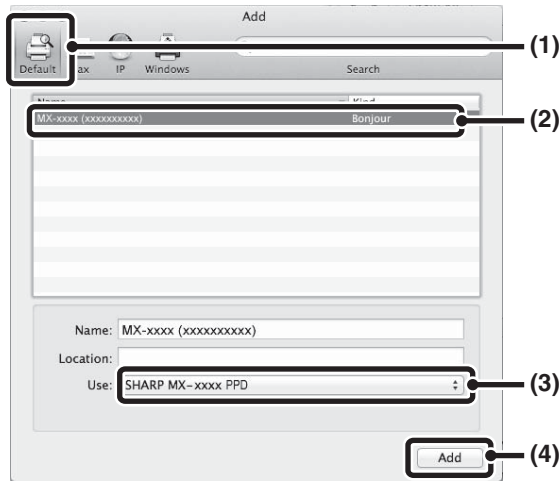 Add
(1)
Default ax IP Windows Search
Name Kind
MX-xxxx (xxxxxxxxxx) Bonjour
(2)
Name: MX-xxxx (xxxxxxxxxx)
Location:
Use: SHARP MX-xxxx PPD
(3)
Add
(4)